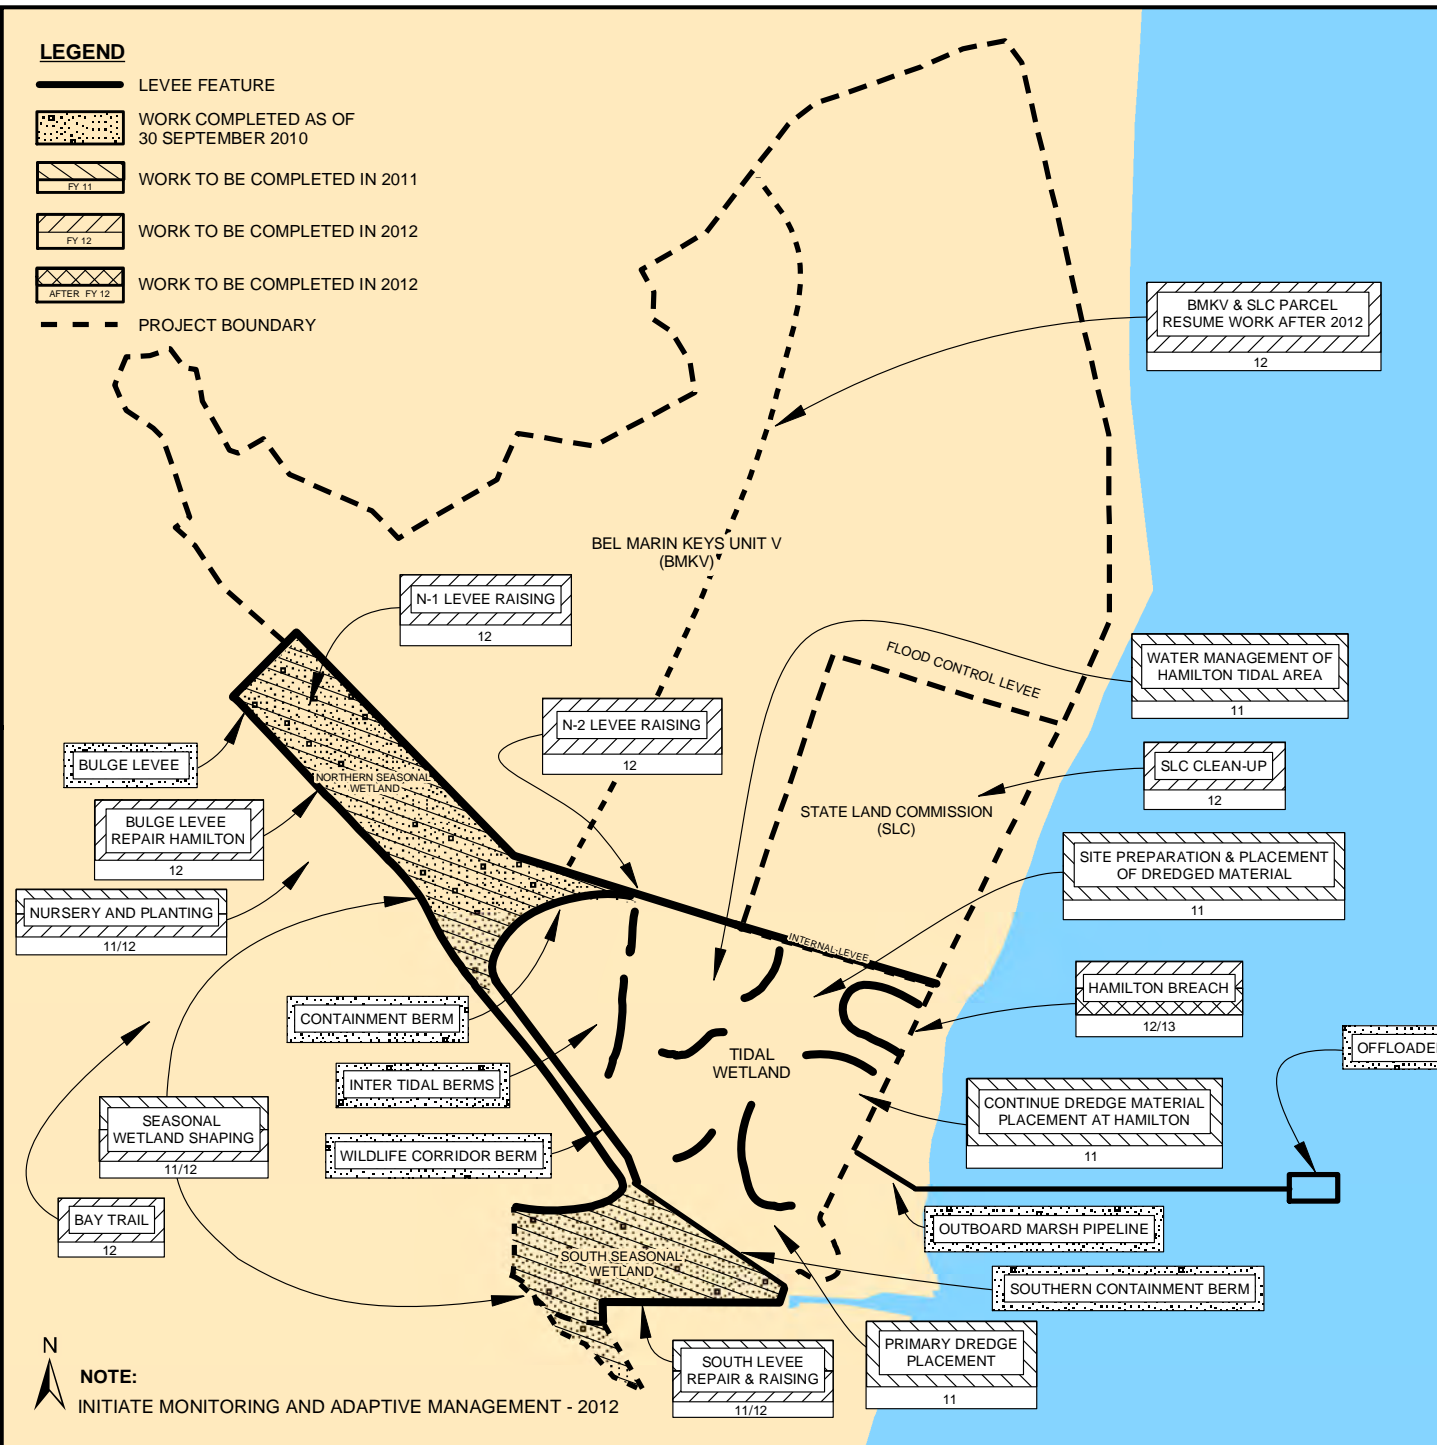 LEGEND
LEVEE FEATURE
WORK COMPLETED AS OF
30 SEPTEMBER 2010
FY 11
WORK TO BE COMPLETED IN 2011
FY 12
WORK TO BE COMPLETED IN 2012
AFTER FY 12
WORK TO BE COMPLETED IN 2012
PROJECT BOUNDARY
BMKV & SLC PARCEL
RESUME WORK AFTER 2012
12
BEL MARIN KEYS UNIT V
(BMKV)
N-1 LEVEE RAISING
12
FLOOD CONTROL LEVEE
WATER MANAGEMENT OF
HAMILTON TIDAL AREA
11
N-2 LEVEE RAISING
12
BULGE LEVEE
NORTHERN SEASONAL
WETLAND
SLC CLEAN-UP
12
STATE LAND COMMISSION
(SLC)
BULGE LEVEE
REPAIR HAMILTON
12
SITE PREPARATION & PLACEMENT
OF DREDGED MATERIAL
11
NURSERY AND PLANTING
11/12
INTERNAL-LEVEE
HAMILTON BREACH
12/13
CONTAINMENT BERM
OFFLOADE
TIDAL
WETLAND
INTER TIDAL BERMS
CONTINUE DREDGE MATERIAL
PLACEMENT AT HAMILTON
11
SEASONAL
WETLAND SHAPING
11/12
WILDLIFE CORRIDOR BERM
BAY TRAIL
12
OUTBOARD MARSH PIPELINE
SOUTH SEASONAL
WETLAND
SOUTHERN CONTAINMENT BERM
PRIMARY DREDGE
PLACEMENT
11
SOUTH LEVEE
REPAIR & RAISING
11/12
N
NOTE:
INITIATE MONITORING AND ADAPTIVE MANAGEMENT - 2012